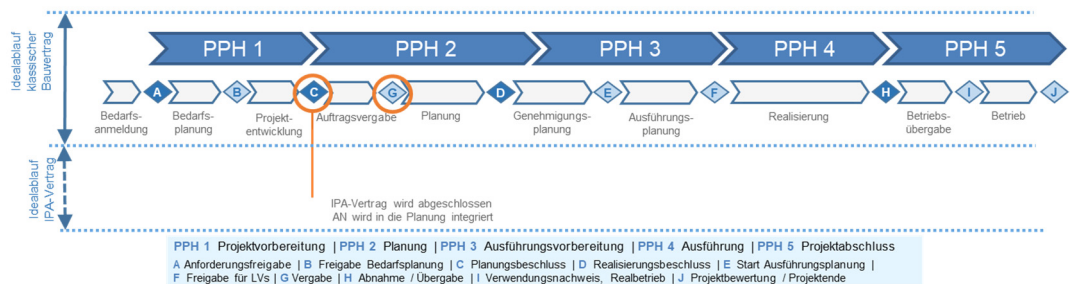 Idealablauf
klassischer
Bauvertrag
PPH 1
PPH 2
PPH 3
PPH 4
PPH 5
A
B
C
G
D
E
F
H
I
J
Bedarfs-
anmeldung
Bedarfs-
planung
Projekt-
entwicklung
Auftragsvergabe
Planung
Genehmigungs-
planung
Ausführungs-
planung
Realisierung
Betriebs-
übergabe
Betrieb
Idealablauf
IPA-Vertrag
IPA-Vertrag wird abgeschlossen
AN wird in die Planung integriert
PPH 1 Projektvorbereitung | PPH 2 Planung | PPH 3 Ausführungsvorbereitung | PPH 4 Ausführung | PPH 5 Projektabschluss
A Anforderungsfreigabe | B Freigabe Bedarfsplanung | C Planungsbeschluss | D Realisierungsbeschluss | E Start Ausführungsplanung |
F Freigabe für LVs | G Vergabe | H Abnahme / Übergabe | I Verwendungsnachweis, Realbetrieb | J Projektbewertung / Projektende